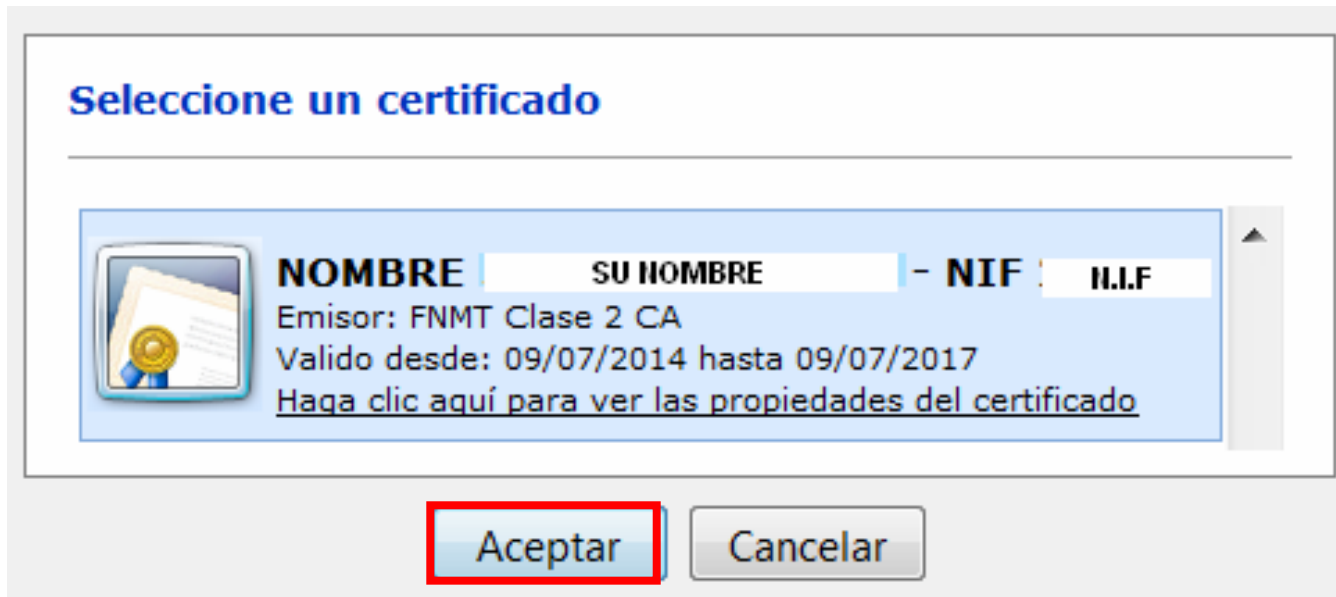 Seleccione un certificado
NOMBRE SU NOMBRE - NIF : N.I.F
Emisor: FNMT Clase 2 CA
Valido desde: 09/07/2014 hasta 09/07/2017
Haga clic aquí para ver las propiedades del certificado
Aceptar Cancelar